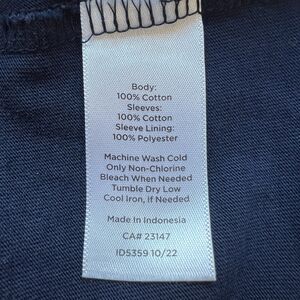 Body:
100% Cotton
Sleeves:
100% Cotton
Sleeve Lining:
100% Polyester
Machine Wash Cold
Only Non-Chlorine
Bleach When Needed
Tumble Dry Low
Cool Iron, if Needed
Made In Indonesia
CA# 23147
ID5359 10/22